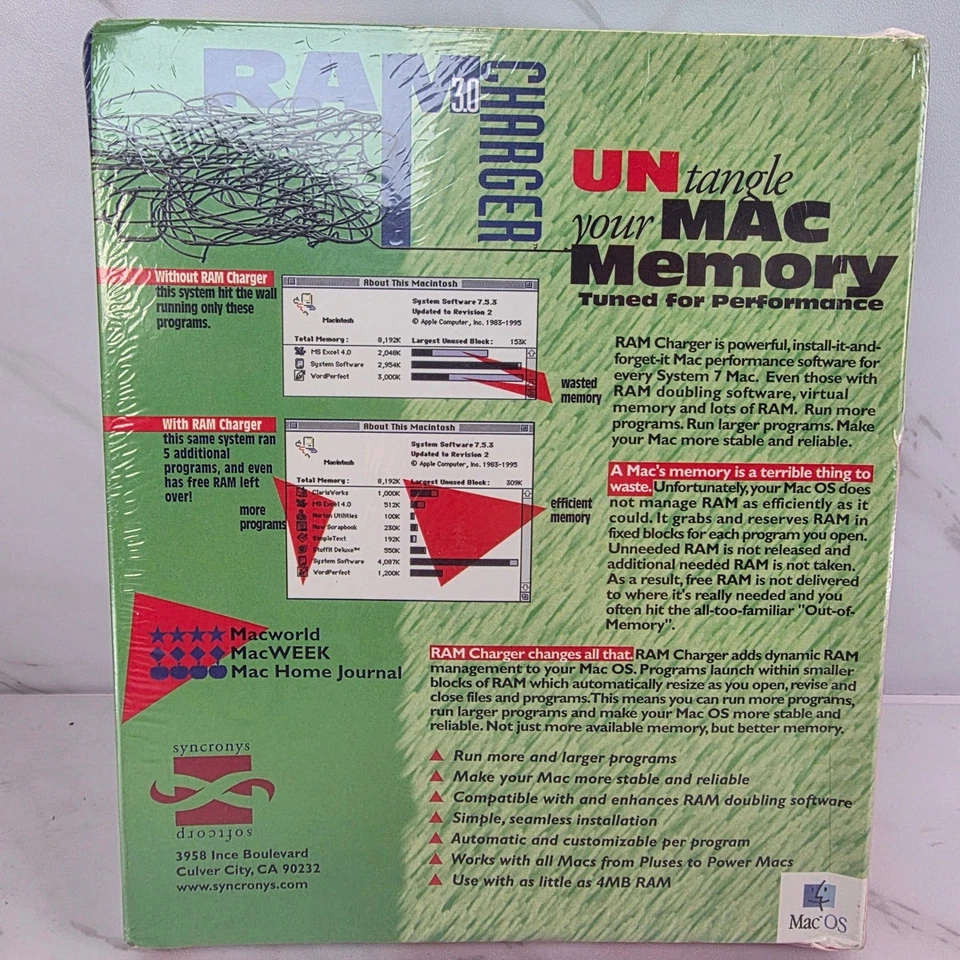 RAM
3.0
CHARGER
UNtangle
your MAC
Memory
Tuned for Performance
Without RAM Charger
this system hit the wall
running only these
programs.
About This Macintosh
System Software 7.5.3
Updated to Revision 2
Macintosh
© Apple Computer, Inc. 1983-1995
Total Memory: 8,192K Largest Unused Block: 153K
MS Excel 4.0 2,048K
System Software 2,954K
WordPerfect 3,000K
wasted
memory
With RAM Charger
this same system ran
5 additional
programs, and even
has free RAM left
over!
more
programs
About This Macintosh
System Software 7.5.3
Updated to Revision 2
Macintosh
© Apple Computer, Inc. 1983-1995
Total Memory: 8,192K Largest Unused Block: 309K
ClarisWorks 1,000K
MS Excel 4.0 512K
Norton Utilities 100K
New Scrapbook 230K
SimpleText 192K
StuffIt Deluxe™ 550K
System Software 4,087K
WordPerfect 1,200K
efficient
memory
RAM Charger is powerful, install-it-and-
forget-it Mac performance software for
every System 7 Mac. Even those with
RAM doubling software, virtual
memory and lots of RAM. Run more
programs. Run larger programs. Make
your Mac more stable and reliable.
A Mac's memory is a terrible thing to
waste. Unfortunately, your Mac OS does
not manage RAM as efficiently as it
could. It grabs and reserves RAM in
fixed blocks for each program you open.
Unneeded RAM is not released and
additional needed RAM is not taken.
As a result, free RAM is not delivered
to where it's really needed and you
often hit the all-too-familiar "Out-of-
Memory".
Macworld
MacWEEK
Mac Home Journal
RAM Charger changes all that. RAM Charger adds dynamic RAM
management to your Mac OS. Programs launch within smaller
blocks of RAM which automatically resize as you open, revise and
close files and programs. This means you can run more programs,
run larger programs and make your Mac OS more stable and
reliable. Not just more available memory, but better memory.
Run more and larger programs
Make your Mac more stable and reliable
Compatible with and enhances RAM doubling software
Simple, seamless installation
Automatic and customizable per program
Works with all Macs from Pluses to Power Macs
Use with as little as 4MB RAM
syncronys
softcorp
3958 Ince Boulevard
Culver City, CA 90232
www.syncronys.com
Mac OS